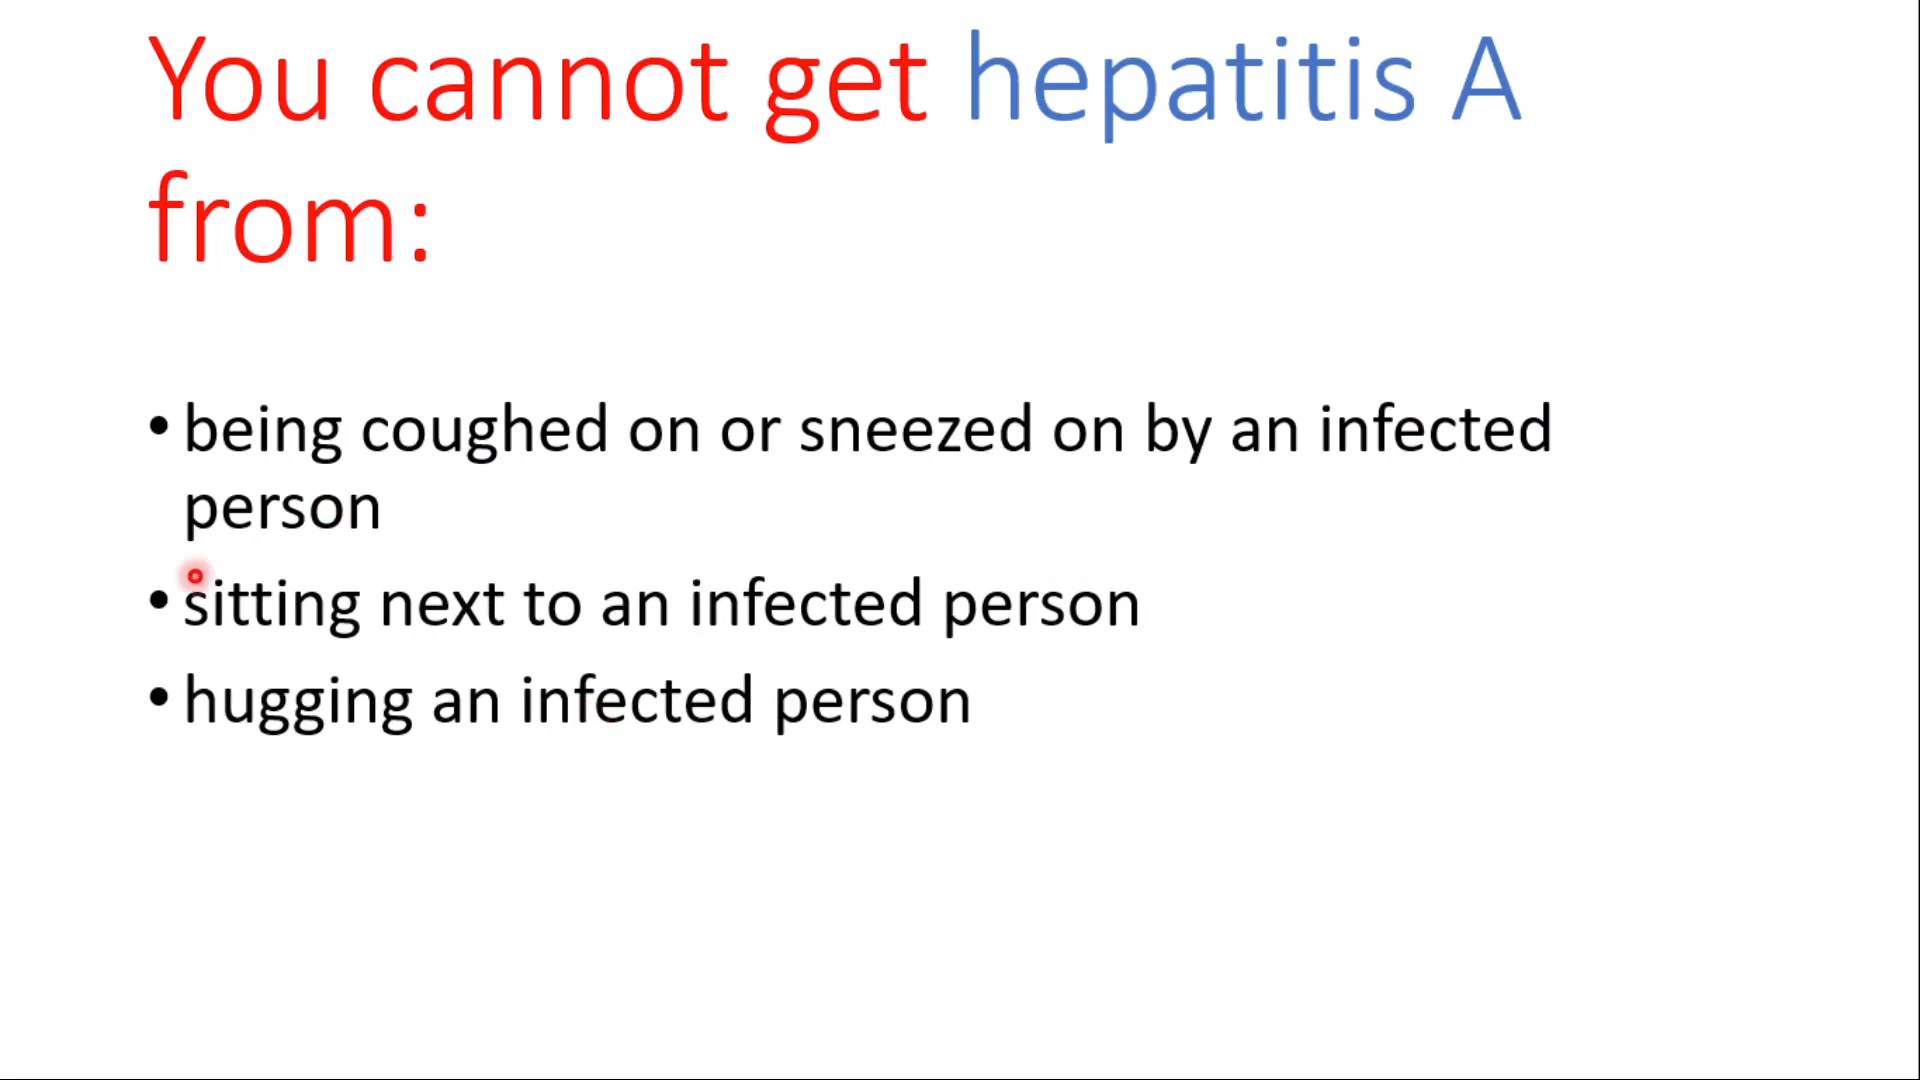 You cannot get hepatitis A
from:
• being coughed on or sneezed on by an infected
person
• sitting next to an infected person
• hugging an infected person